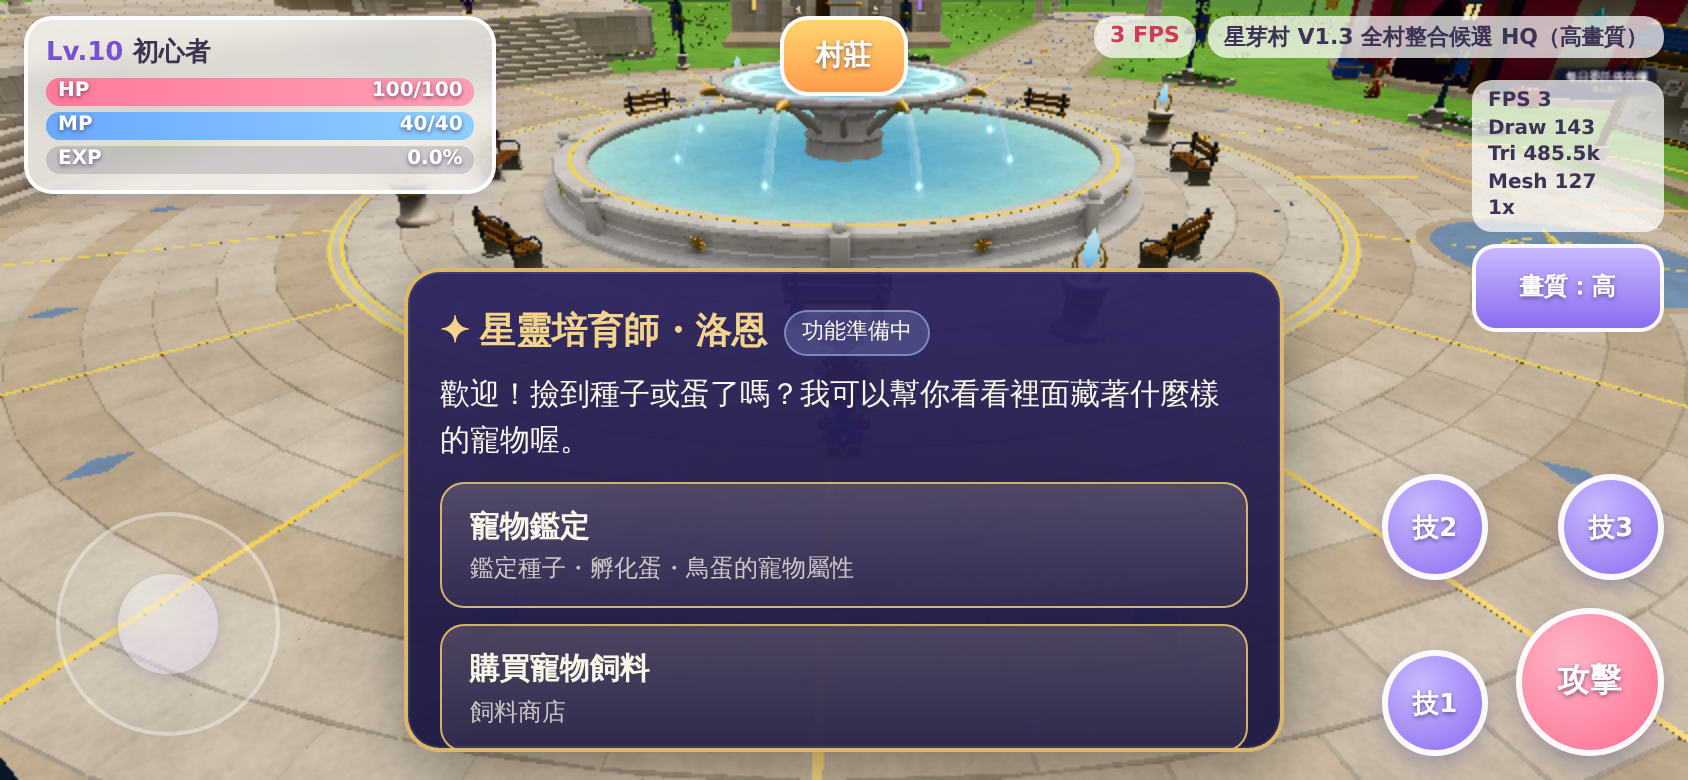 Lv.10 初心者
HP 100/100
MP 40/40
EXP 0.0%
村莊
3 FPS
星芽村 V1.3 全村整合候選 HQ（高畫質）
FPS 3
Draw 143
Tri 485.5k
Mesh 127
1x
畫質：高
✦ 星靈培育師・洛恩 功能準備中
歡迎！撿到種子或蛋了嗎？我可以幫你看看裡面藏著什麼樣
的寵物喔。
寵物鑑定
鑑定種子・孵化蛋・鳥蛋的寵物屬性
購買寵物飼料
飼料商店
技2
技3
技1
攻擊